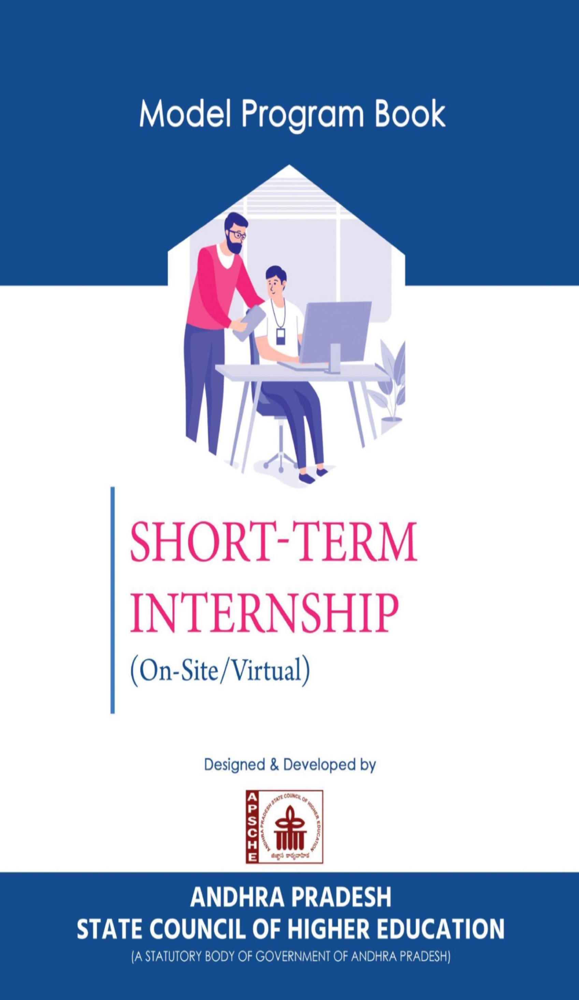 Model Program Book
SHORT-TERM
INTERNSHIP
(On-Site/Virtual)
Designed & Developed by
APSCHE
ANDHRA PRADESH STATE COUNCIL OF HIGHER EDUCATION
ANDHRA PRADESH
STATE COUNCIL OF HIGHER EDUCATION
(A STATUTORY BODY OF GOVERNMENT OF ANDHRA PRADESH)